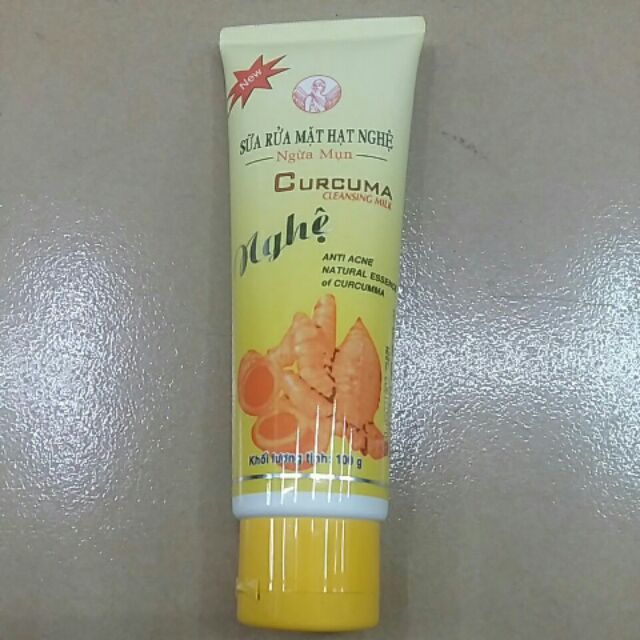 New
SỮA RỬA MẶT HẠT NGHỆ
Ngừa Mụn
CURCUMA
CLEANSING MILK
Nghệ
ANTI ACNE
NATURAL ESSENCE
of CURCUMMA
Khối lượng tịnh: 100 g